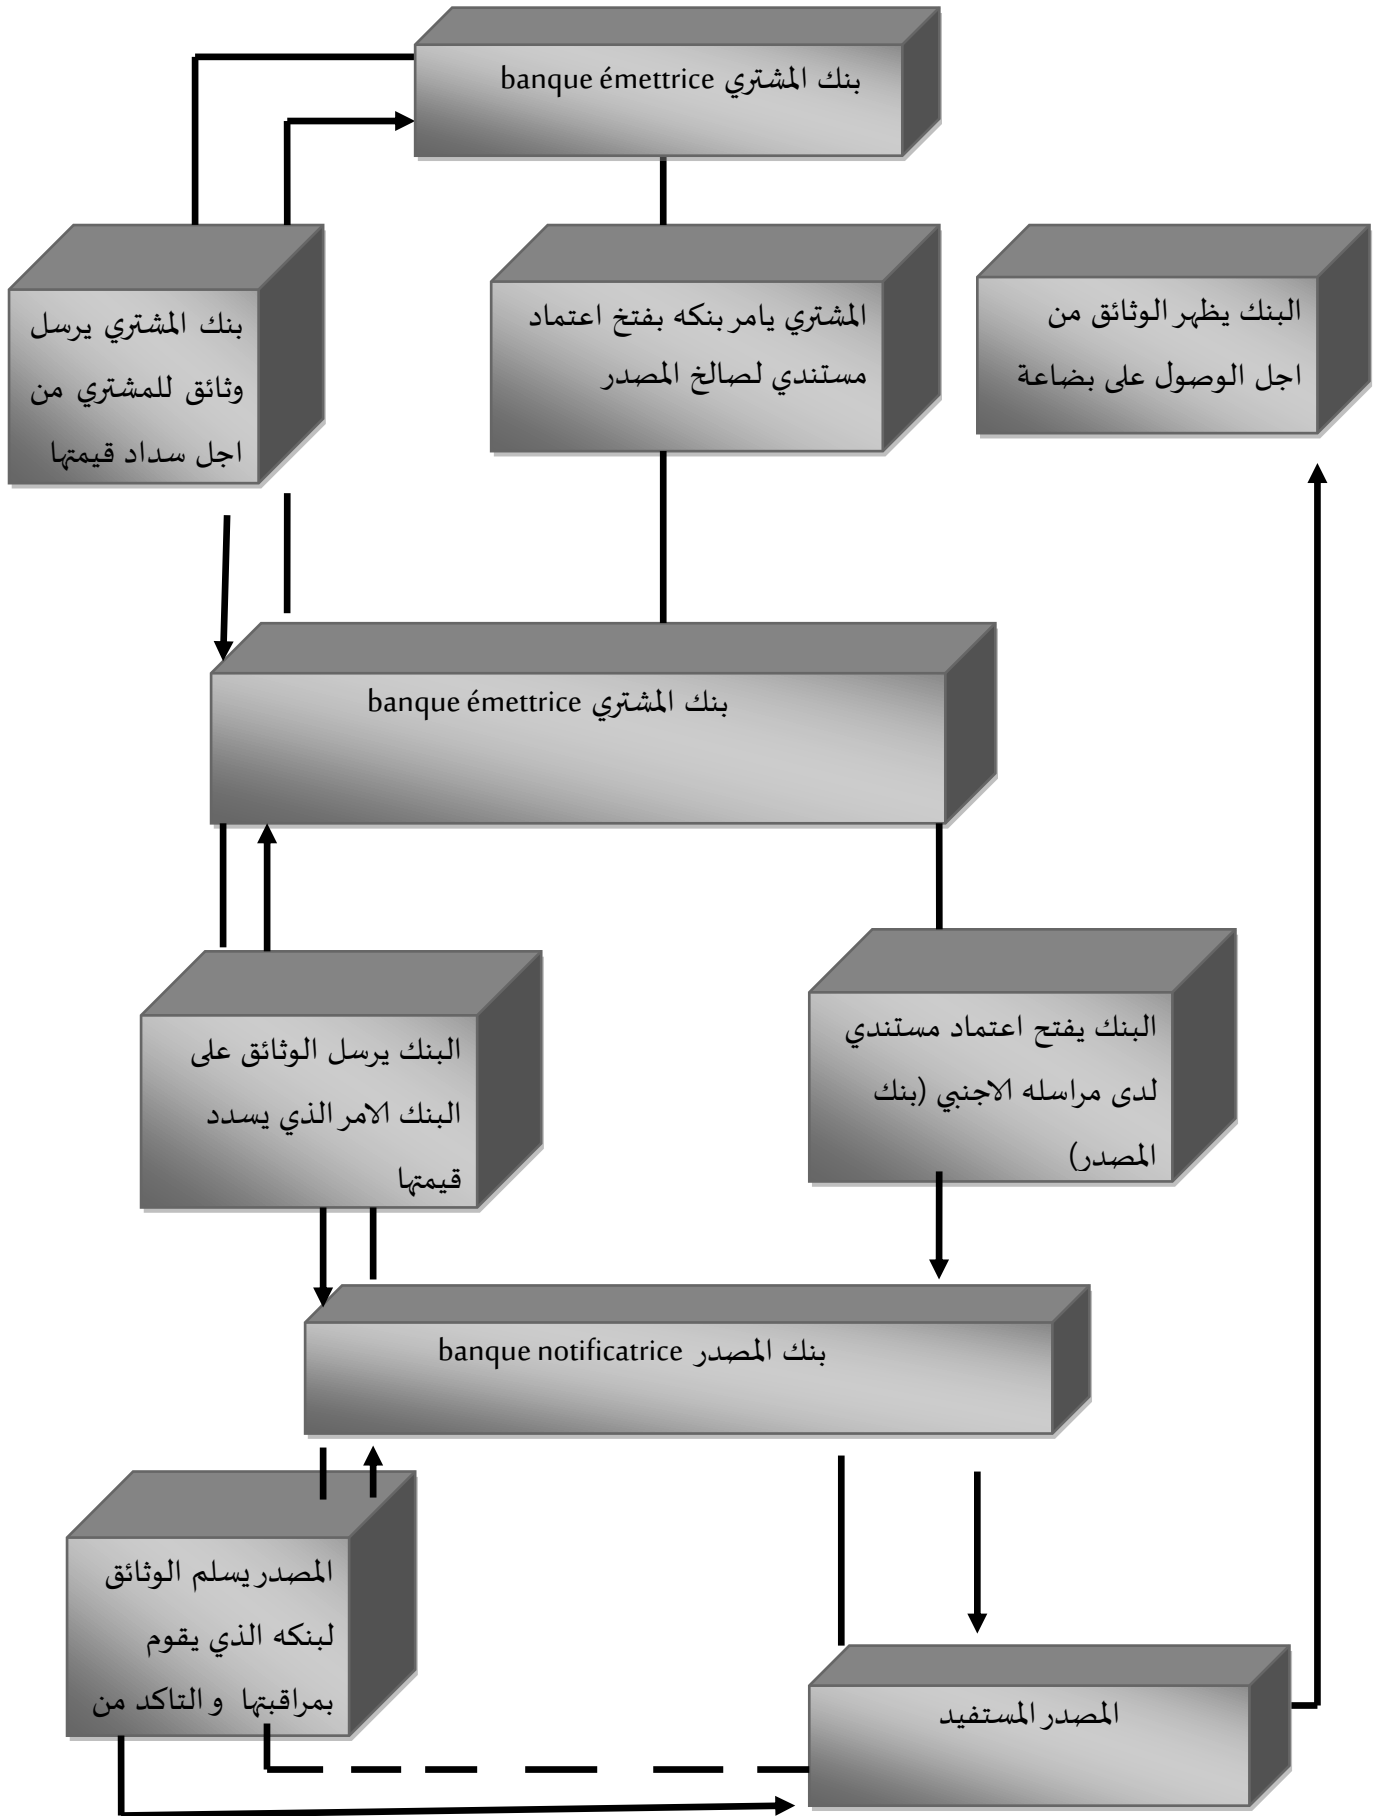 بنك المشتري banque émettrice
بنك المشتري يرسل
وثائق للمشتري من
اجل سداد قيمتها
المشتري يامر بنكه بفتخ اعتماد
مستندي لصالخ المصدر
البنك يظهر الوثائق من
اجل الوصول على بضاعة
بنك المشتري banque émettrice
البنك يرسل الوثائق على
البنك الامر الذي يسدد
قيمتها
البنك يفتح اعتماد مستندي
لدى مراسله الاجنبي (بنك
المصدر)
بنك المصدر banque notificatrice
المصدر يسلم الوثائق
لبنكه الذي يقوم
بمراقبتها و التاكد من
المصدر المستفيد